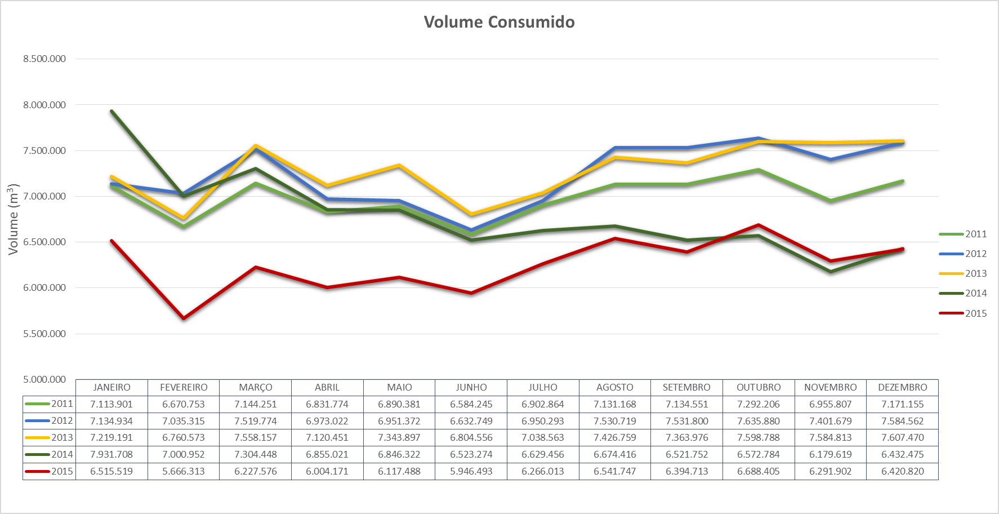 Volume Consumido
8.500.000
8.000.000
7.500.000
7.000.000
6.500.000
6.000.000
5.500.000
5.000.000
Volume (m³)
2011
2012
2013
2014
2015
JANEIRO FEVEREIRO MARÇO ABRIL MAIO JUNHO JULHO AGOSTO SETEMBRO OUTUBRO NOVEMBRO DEZEMBRO
2011 7.113.901 6.670.753 7.144.251 6.831.774 6.890.381 6.584.245 6.902.864 7.131.168 7.134.551 7.292.206 6.955.807 7.171.155
2012 7.134.934 7.035.315 7.519.774 6.973.022 6.951.372 6.632.749 6.950.293 7.530.719 7.531.800 7.635.880 7.401.679 7.584.562
2013 7.219.191 6.760.573 7.558.157 7.120.451 7.343.897 6.804.556 7.038.563 7.426.759 7.363.976 7.598.788 7.584.813 7.607.470
2014 7.931.708 7.000.952 7.304.448 6.855.021 6.846.322 6.523.274 6.629.456 6.674.416 6.521.752 6.572.784 6.179.619 6.432.475
2015 6.515.519 5.666.313 6.227.576 6.004.171 6.117.488 5.946.493 6.266.013 6.541.747 6.394.713 6.688.405 6.291.902 6.420.820